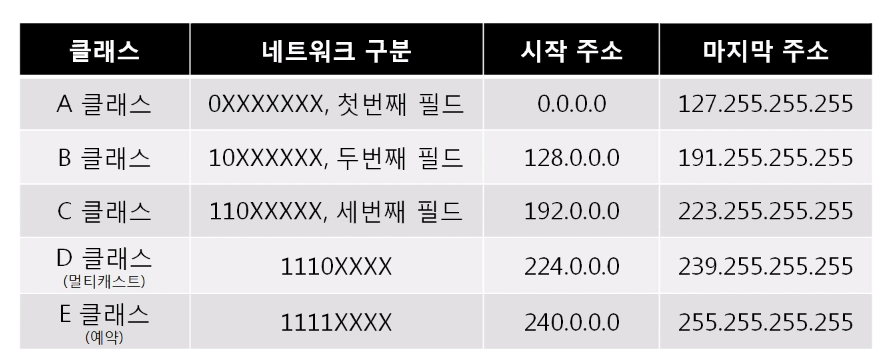 클래스 네트워크 구분 시작 주소 마지막 주소
A 클래스 0XXXXXXX, 첫번째 필드 0.0.0.0 127.255.255.255
B 클래스 10XXXXXX, 두번째 필드 128.0.0.0 191.255.255.255
C 클래스 110XXXXX, 세번째 필드 192.0.0.0 223.255.255.255
D 클래스 1110XXXX 224.0.0.0 239.255.255.255
(멀티캐스트)
E 클래스 1111XXXX 240.0.0.0 255.255.255.255
(예약)